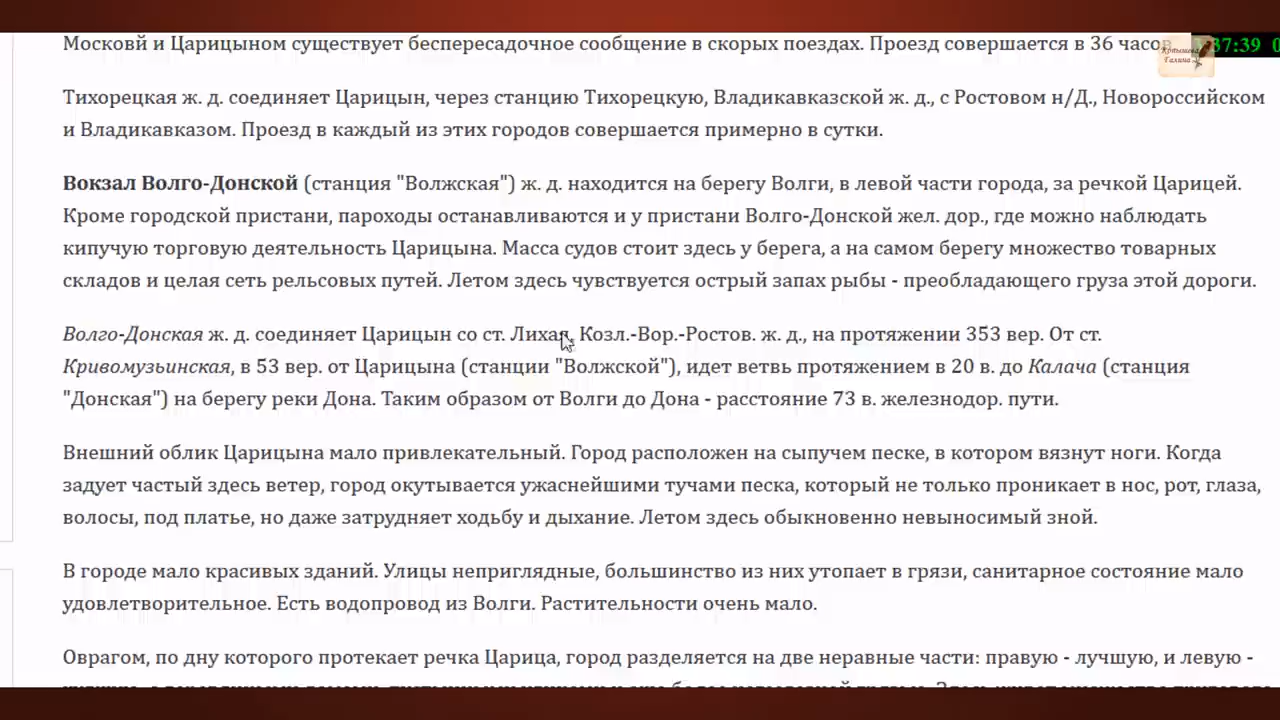 Московй и Царицыном существует беспересадочное сообщение в скорых поездах. Проезд совершается в 36 часов
37:39
Копышева Галина
Тихорецкая ж. д. соединяет Царицын, через станцию Тихорецкую, Владикавказской ж. д., с Ростовом н/Д., Новороссийском
и Владикавказом. Проезд в каждый из этих городов совершается примерно в сутки.
Вокзал Волго-Донской (станция "Волжская") ж. д. находится на берегу Волги, в левой части города, за речкой Царицей.
Кроме городской пристани, пароходы останавливаются и у пристани Волго-Донской жел. дор., где можно наблюдать
кипучую торговую деятельность Царицына. Масса судов стоит здесь у берега, а на самом берегу множество товарных
складов и целая сеть рельсовых путей. Летом здесь чувствуется острый запах рыбы - преобладающего груза этой дороги.
Волго-Донская ж. д. соединяет Царицын со ст. Лихая, Козл.-Вор.-Ростов. ж. д., на протяжении 353 вер. От ст.
Кривомузьинская, в 53 вер. от Царицына (станции "Волжской"), идет ветвь протяжением в 20 в. до Калача (станция
"Донская") на берегу реки Дона. Таким образом от Волги до Дона - расстояние 73 в. железнодор. пути.
Внешний облик Царицына мало привлекательный. Город расположен на сыпучем песке, в котором вязнут ноги. Когда
задует частый здесь ветер, город окутывается ужаснейшими тучами песка, который не только проникает в нос, рот, глаза,
волосы, под платье, но даже затрудняет ходьбу и дыхание. Летом здесь обыкновенно невыносимый зной.
В городе мало красивых зданий. Улицы неприглядные, большинство из них утопает в грязи, санитарное состояние мало
удовлетворительное. Есть водопровод из Волги. Растительности очень мало.
Оврагом, по дну которого протекает речка Царица, город разделяется на две неравные части: правую - лучшую, и левую -